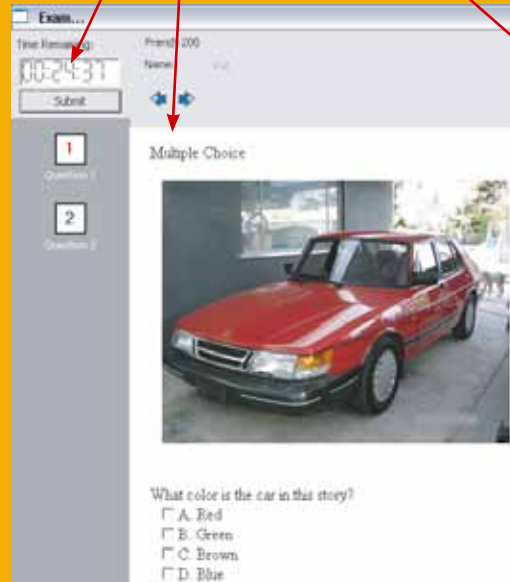 Exam...
Time Remaining:
00:24:37
Submit
French 200
Name:
1
Question 1
2
Question 2
Multiple Choice
What color is the car in this story?
A. Red
B. Green
C. Brown
D. Blue